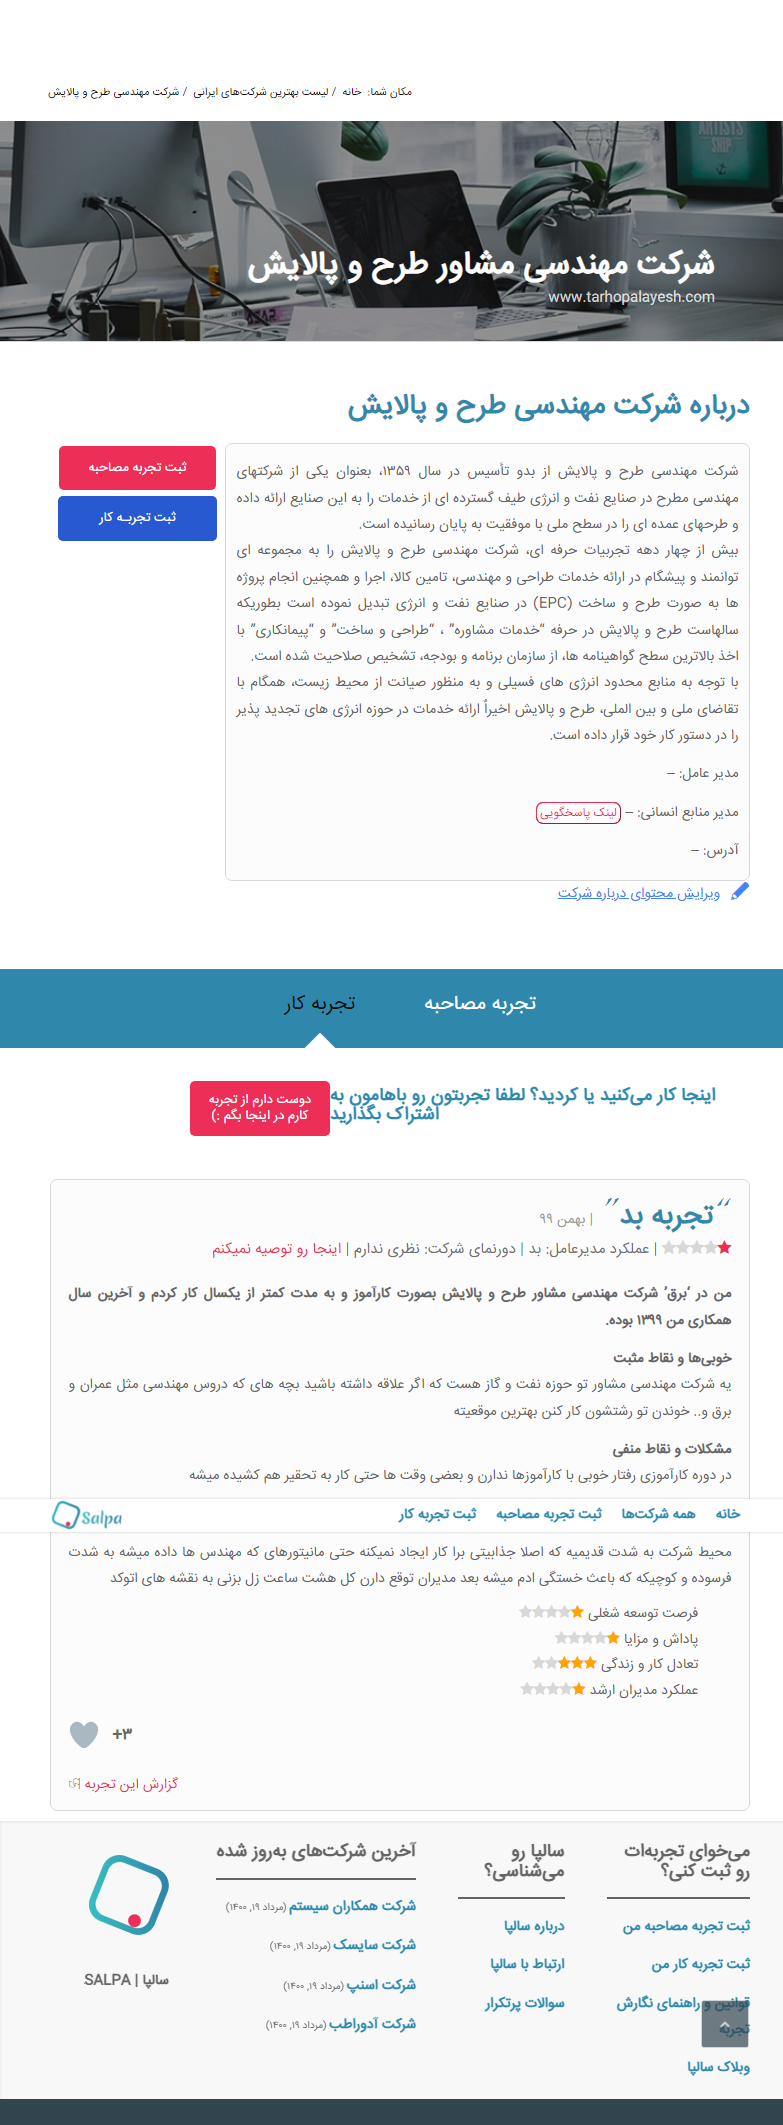 مکان شما: خانه / لیست بهترین شرکت‌های ایرانی / شرکت مهندسی طرح و پالایش
ARTISTS
SHIP
شرکت مهندسی مشاور طرح و پالایش
www.tarhopalayesh.com
درباره شرکت مهندسی طرح و پالایش
شرکت مهندسی طرح و پالایش از بدو تأسیس در سال ۱۳۵۹، بعنوان یکی از شرکتهای
مهندسی مطرح در صنایع نفت و انرژی طیف گسترده ای از خدمات را به این صنایع ارائه داده
و طرحهای عمده ای را در سطح ملی با موفقیت به پایان رسانیده است.
بیش از چهار دهه تجربیات حرفه ای، شرکت مهندسی طرح و پالایش را به مجموعه ای
توانمند و پیشگام در ارائه خدمات طراحی و مهندسی، تامین کالا، اجرا و همچنین انجام پروژه
ها به صورت طرح و ساخت (EPC) در صنایع نفت و انرژی تبدیل نموده است بطوریکه
سالهاست طرح و پالایش در حرفه “خدمات مشاوره” ، “طراحی و ساخت” و “پیمانکاری” با
اخذ بالاترین سطح گواهینامه ها، از سازمان برنامه و بودجه، تشخیص صلاحیت شده است.
با توجه به منابع محدود انرژی های فسیلی و به منظور صیانت از محیط زیست، همگام با
تقاضای ملی و بین المللی، طرح و پالایش اخیراً ارائه خدمات در حوزه انرژی های تجدید پذیر
را در دستور کار خود قرار داده است.
مدیر عامل: –
مدیر منابع انسانی: – لینک پاسخگویی
آدرس: –
ویرایش محتوای درباره شرکت
ثبت تجربه مصاحبه
ثبت تجربـه کار
تجربه مصاحبه
تجربه کار
اینجا کار می‌کنید یا کردید؟ لطفا تجربتون رو باهامون به
اشتراک بگذارید
دوست دارم از تجربه
کارم در اینجا بگم :)
“تجربه بد” | بهمن ۹۹
| عملکرد مدیرعامل: بد | دورنمای شرکت: نظری ندارم | اینجا رو توصیه نمیکنم
من در ‘برق’ شرکت مهندسی مشاور طرح و پالایش بصورت کارآموز و به مدت کمتر از یکسال کار کردم و آخرین سال
همکاری من ۱۳۹۹ بوده.
خوبی‌ها و نقاط مثبت
یه شرکت مهندسی مشاور تو حوزه نفت و گاز هست که اگر علاقه داشته باشید بچه های که دروس مهندسی مثل عمران و
برق و.. خوندن تو رشتشون کار کنن بهترین موقعیته
مشکلات و نقاط منفی
در دوره کارآموزی رفتار خوبی با کارآموزها ندارن و بعضی وقت ها حتی کار به تحقیر هم کشیده میشه
خانه
همه شرکت‌ها
ثبت تجربه مصاحبه
ثبت تجربه کار
Salpa
محیط شرکت به شدت قدیمیه که اصلا جذابیتی برا کار ایجاد نمیکنه حتی مانیتورهای که مهندس ها داده میشه به شدت
فرسوده و کوچیکه که باعث خستگی ادم میشه بعد مدیران توقع دارن کل هشت ساعت زل بزنی به نقشه های اتوکد
فرصت توسعه شغلی
پاداش و مزایا
تعادل کار و زندگی
عملکرد مدیران ارشد
+۳
گزارش این تجربه
می‌خوای تجربه‌ات
رو ثبت کنی؟
ثبت تجربه مصاحبه من
ثبت تجربه کار من
قوانین و راهنمای نگارش
تجربه
وبلاگ سالپا
سالپا رو
می‌شناسی؟
درباره سالپا
ارتباط با سالپا
سوالات پرتکرار
آخرین شرکت‌های به‌روز شده
شرکت همکاران سیستم (مرداد ۱۹, ۱۴۰۰)
شرکت سایسک (مرداد ۱۹, ۱۴۰۰)
شرکت اسنپ (مرداد ۱۹, ۱۴۰۰)
شرکت آدوراطب (مرداد ۱۹, ۱۴۰۰)
سالپا | SALPA